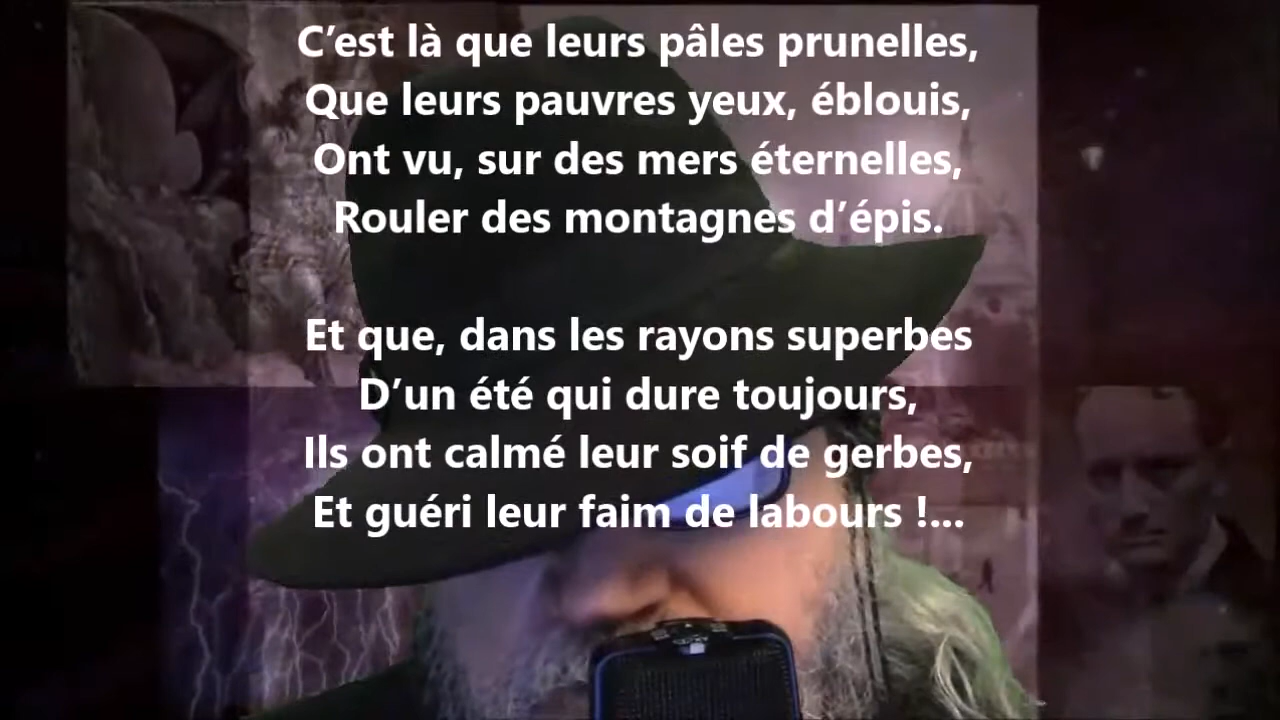 C’est là que leurs pâles prunelles,
Que leurs pauvres yeux, éblouis,
Ont vu, sur des mers éternelles,
Rouler des montagnes d’épis.
Et que, dans les rayons superbes
D’un été qui dure toujours,
Ils ont calmé leur soif de gerbes,
Et guéri leur faim de labours !...